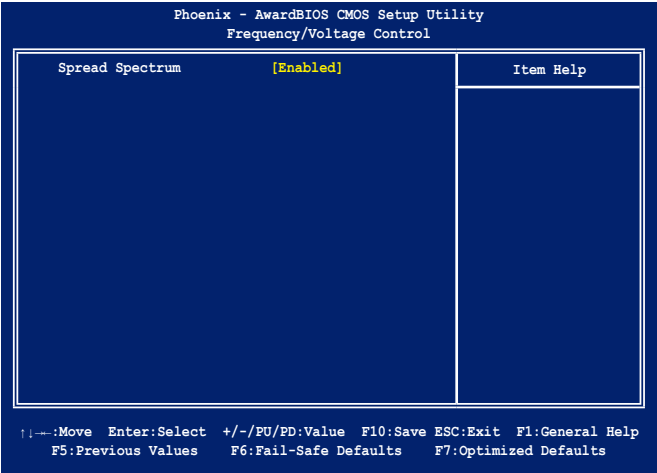 Phoenix - AwardBIOS CMOS Setup Utility
Frequency/Voltage Control
Spread Spectrum [Enabled]
Item Help
↑↓→←:Move Enter:Select +/-/PU/PD:Value F10:Save ESC:Exit F1:General Help
F5:Previous Values F6:Fail-Safe Defaults F7:Optimized Defaults